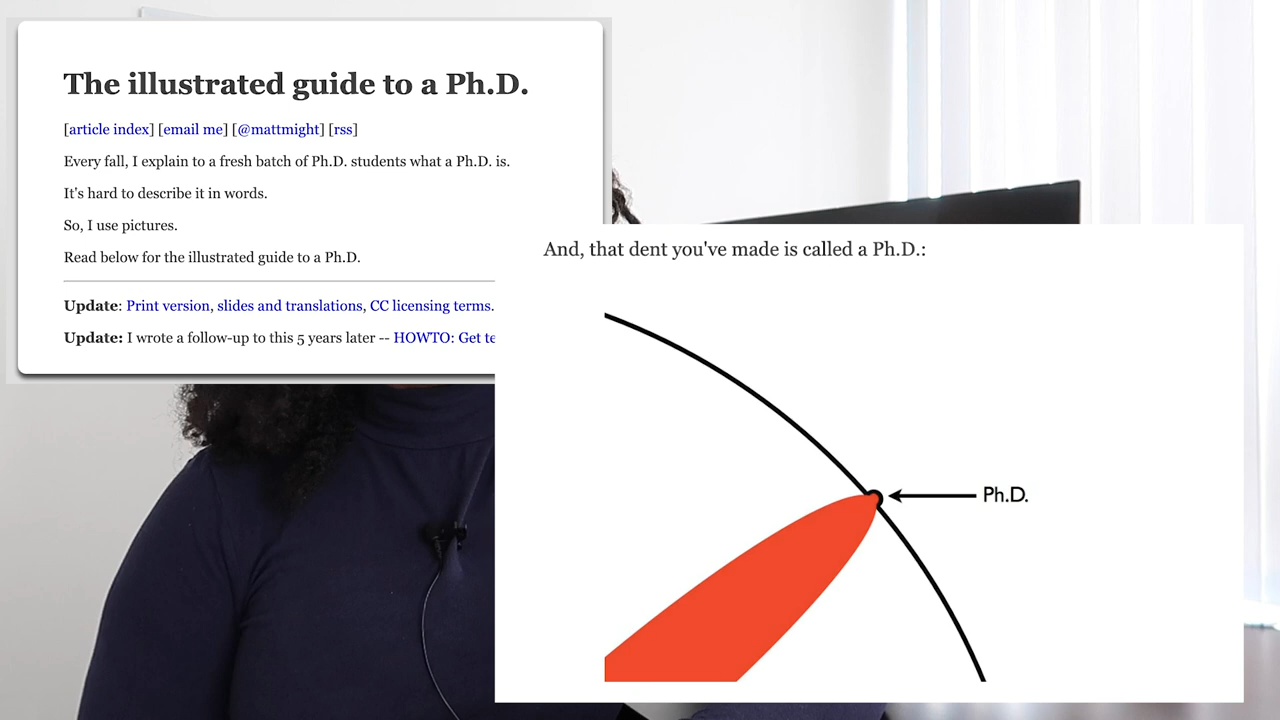 The illustrated guide to a Ph.D.
[article index] [email me] [@mattmight] [rss]
Every fall, I explain to a fresh batch of Ph.D. students what a Ph.D. is.
It's hard to describe it in words.
So, I use pictures.
Read below for the illustrated guide to a Ph.D.
Update: Print version, slides and translations, CC licensing terms.
Update: I wrote a follow-up to this 5 years later -- HOWTO: Get te
And, that dent you've made is called a Ph.D.:
Ph.D.